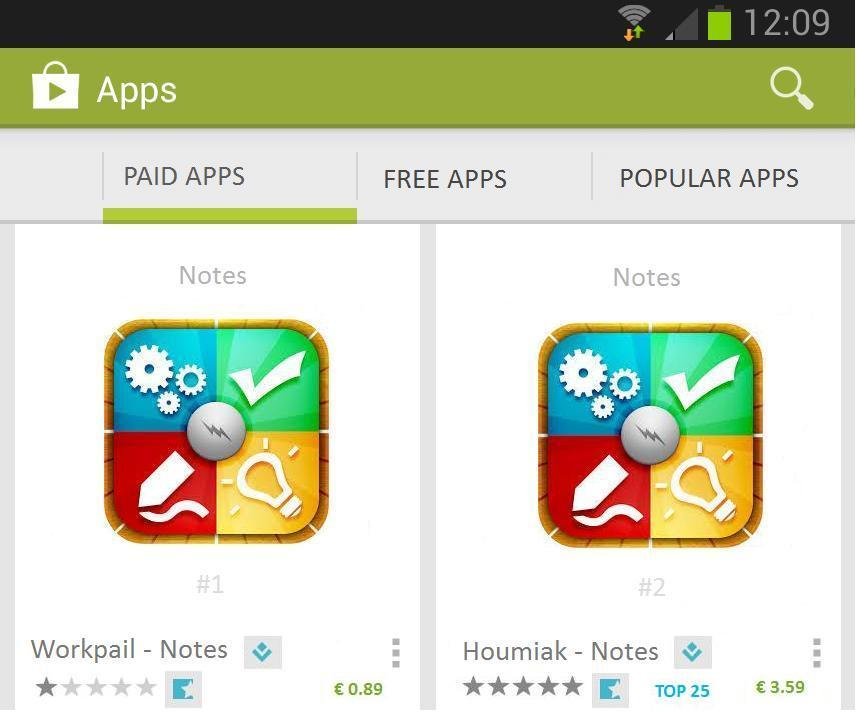 12:09
Apps
PAID APPS
FREE APPS
POPULAR APPS
Notes
#1
Workpail - Notes
€ 0.89
Notes
#2
Houmiak - Notes
TOP 25
€ 3.59